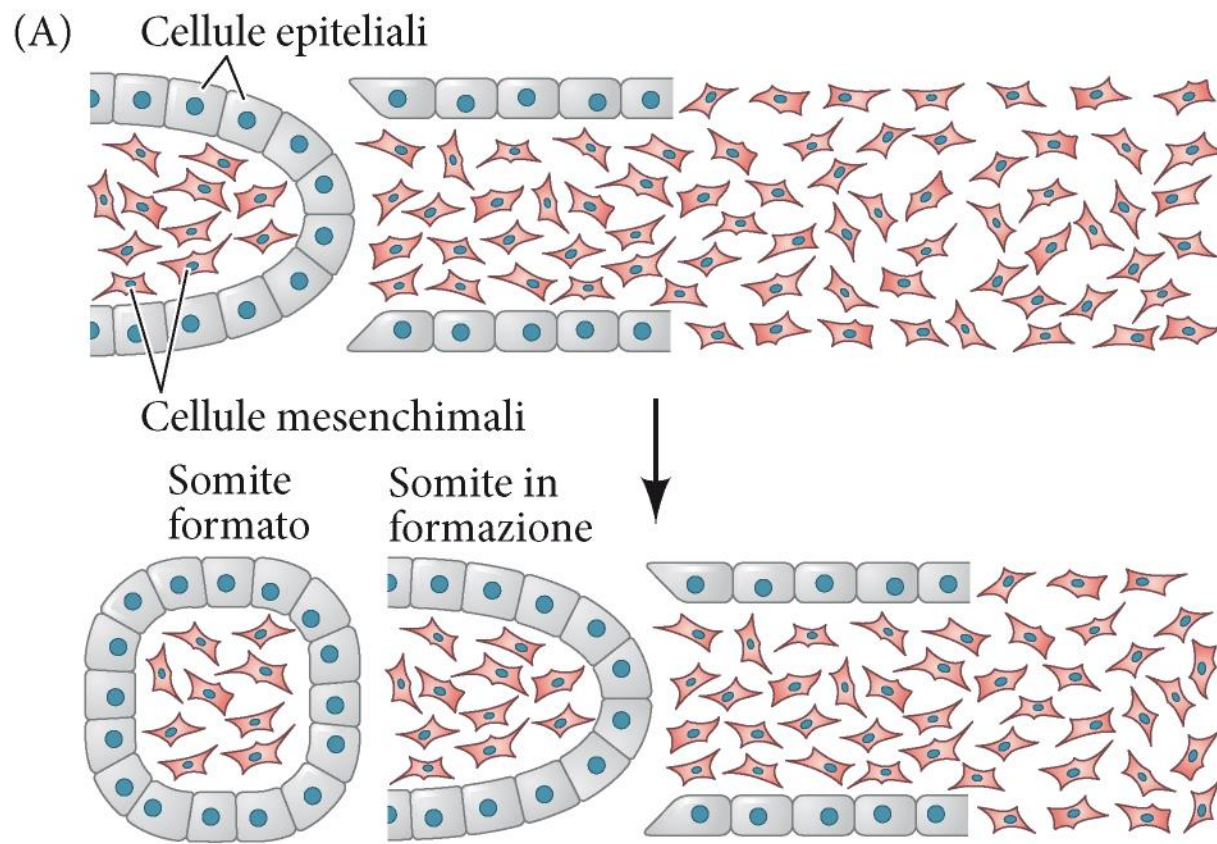 (A) Cellule epiteliali
Cellule mesenchimali
Somite
formato
Somite in
formazione